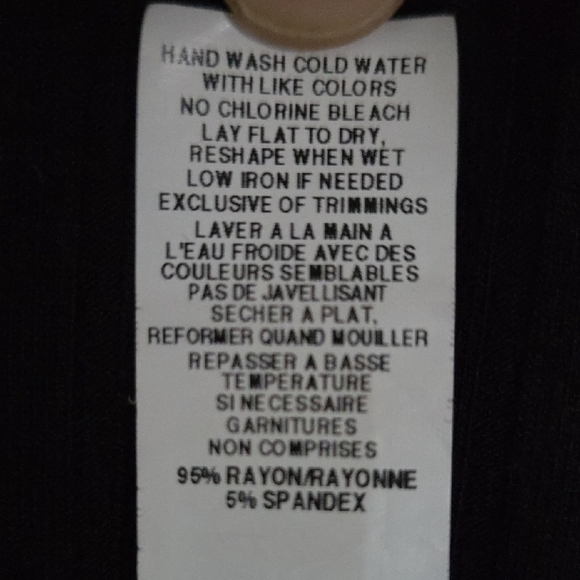 HAND WASH COLD WATER
WITH LIKE COLORS
NO CHLORINE BLEACH
LAY FLAT TO DRY,
RESHAPE WHEN WET
LOW IRON IF NEEDED
EXCLUSIVE OF TRIMMINGS
LAVER A LA MAIN A
L'EAU FROIDE AVEC DES
COULEURS SEMBLABLES
PAS DE JAVELLISANT
SECHER A PLAT,
REFORMER QUAND MOUILLER
REPASSER A BASSE
TEMPERATURE
SI NECESSAIRE
GARNITURES
NON COMPRISES
95% RAYON/RAYONNE
5% SPANDEX